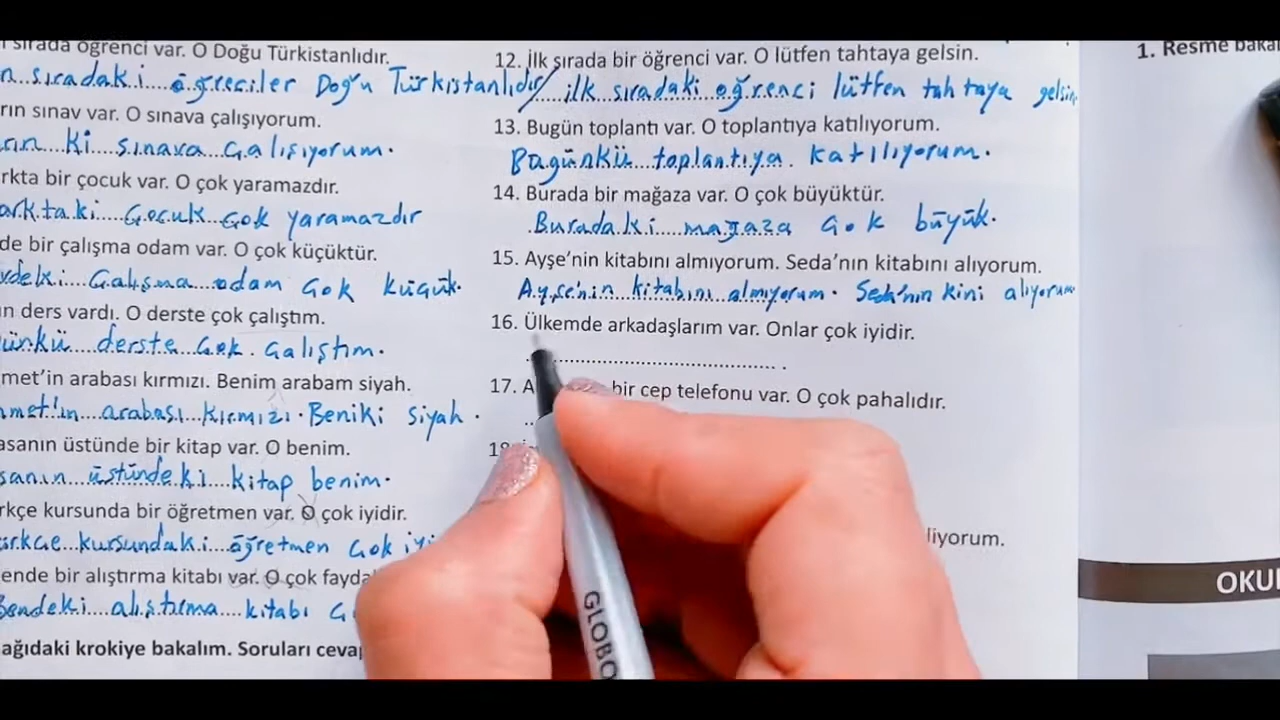 sırada öğrenci var. O Doğu Türkistanlıdır.
sıradaki öğreciler Doğu Türkistanlıdır
rın sınav var. O sınava çalışıyorum.
rın ki sınava çalışıyorum.
rkta bir çocuk var. O çok yaramazdır.
arktaki çocuk çok yaramazdır
de bir çalışma odam var. O çok küçüktür.
vdeki çalışma odam çok küçük.
n ders vardı. O derste çok çalıştım.
ünkü derste çok çalıştım.
met'in arabası kırmızı. Benim arabam siyah.
met'in arabası kırmızı. Beniki siyah.
asanın üstünde bir kitap var. O benim.
sanın üstündeki kitap benim.
rkçe kursunda bir öğretmen var. O çok iyidir.
rkçe kursundaki öğretmen çok iyi
ende bir alıştırma kitabı var. O çok fayda
Bendeki alıştıma kitabı ç
ağıdaki krokiye bakalım. Soruları cevap
12. İlk sırada bir öğrenci var. O lütfen tahtaya gelsin.
ilk sıradaki öğrenci lütfen tahtaya gelsin
13. Bugün toplantı var. O toplantıya katılıyorum.
Bugünkü toplantıya katılıyorum.
14. Burada bir mağaza var. O çok büyüktür.
Buradaki mağaza çok büyük.
15. Ayşe'nin kitabını almıyorum. Seda'nın kitabını alıyorum.
Ayşe'nin kitabını almıyorum. Seda'nın kini alıyorum
16. Ülkemde arkadaşlarım var. Onlar çok iyidir.
17. A bir cep telefonu var. O çok pahalıdır.
liyorum.
1. Resme baka
OKU
GLOBO